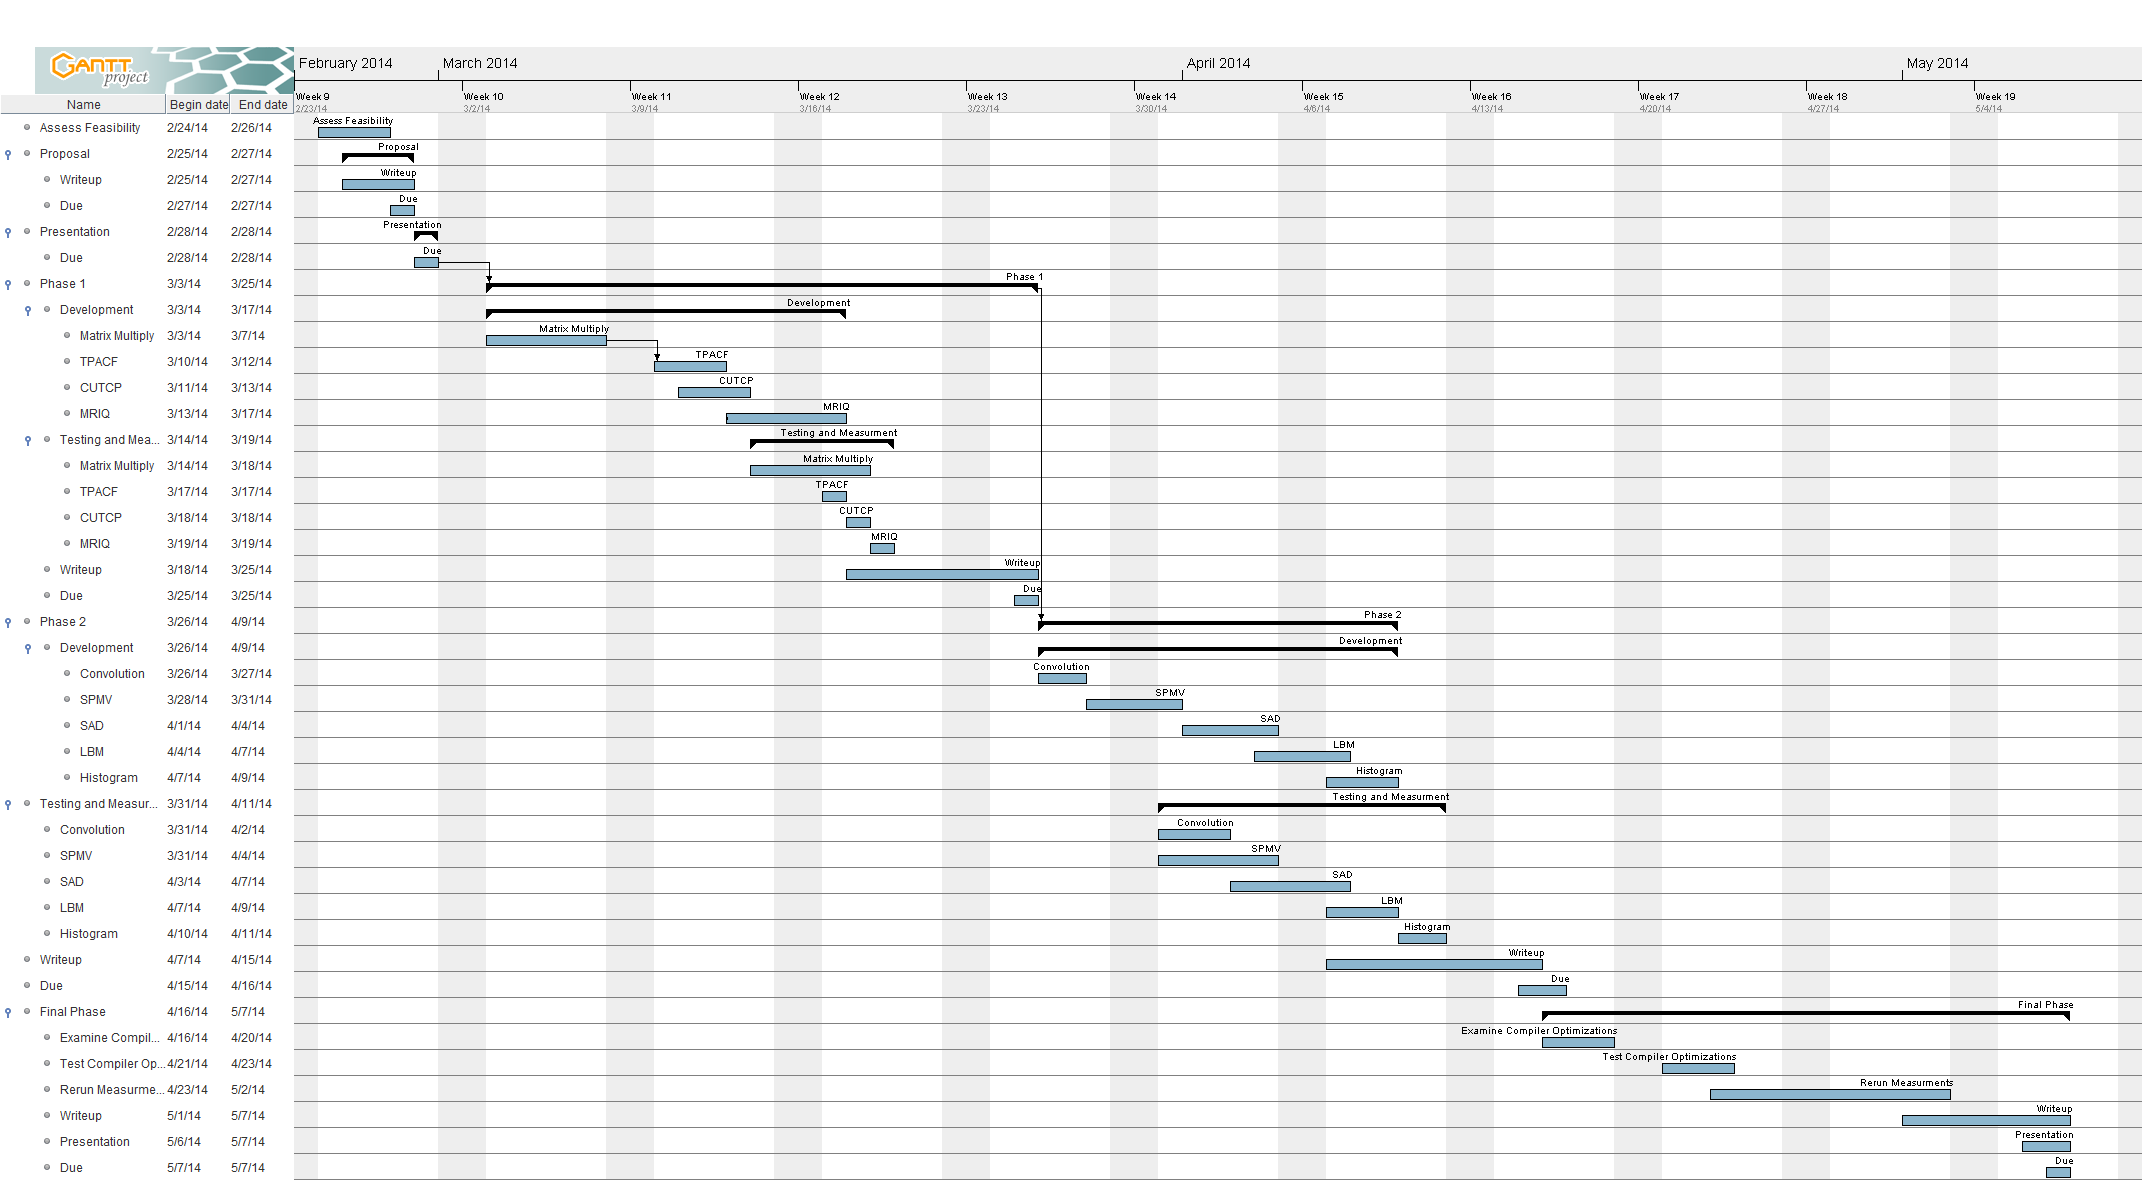 GANTT project
February 2014 March 2014 April 2014 May 2014
Week 9 Week 10 Week 11 Week 12 Week 13 Week 14 Week 15 Week 16 Week 17 Week 18 Week 19
Name Begin date End date 2/23/14 3/2/14 3/9/14 3/16/14 3/23/14 3/30/14 4/6/14 4/13/14 4/20/14 4/27/14 5/4/14
Assess Feasibility 2/24/14 2/26/14 Assess Feasibility
Proposal 2/25/14 2/27/14 Proposal
Writeup 2/25/14 2/27/14 Writeup
Due 2/27/14 2/27/14 Due
Presentation 2/28/14 2/28/14 Presentation
Due 2/28/14 2/28/14 Due
Phase 1 3/3/14 3/25/14 Phase 1
Development 3/3/14 3/17/14 Development
Matrix Multiply 3/3/14 3/7/14 Matrix Multiply
TPACF 3/10/14 3/12/14 TPACF
CUTCP 3/11/14 3/13/14 CUTCP
MRIQ 3/13/14 3/17/14 MRIQ
Testing and Mea... 3/14/14 3/19/14 Testing and Measurment
Matrix Multiply 3/14/14 3/18/14 Matrix Multiply
TPACF 3/17/14 3/17/14 TPACF
CUTCP 3/18/14 3/18/14 CUTCP
MRIQ 3/19/14 3/19/14 MRIQ
Writeup 3/18/14 3/25/14 Writeup
Due 3/25/14 3/25/14 Due
Phase 2 3/26/14 4/9/14 Phase 2
Development 3/26/14 4/9/14 Development
Convolution 3/26/14 3/27/14 Convolution
SPMV 3/28/14 3/31/14 SPMV
SAD 4/1/14 4/4/14 SAD
LBM 4/4/14 4/7/14 LBM
Histogram 4/7/14 4/9/14 Histogram
Testing and Measur... 3/31/14 4/11/14 Testing and Measurment
Convolution 3/31/14 4/2/14 Convolution
SPMV 3/31/14 4/4/14 SPMV
SAD 4/3/14 4/7/14 SAD
LBM 4/7/14 4/9/14 LBM
Histogram 4/10/14 4/11/14 Histogram
Writeup 4/7/14 4/15/14 Writeup
Due 4/15/14 4/16/14 Due
Final Phase 4/16/14 5/7/14 Final Phase
Examine Compil... 4/16/14 4/20/14 Examine Compiler Optimizations
Test Compiler Op... 4/21/14 4/23/14 Test Compiler Optimizations
Rerun Measurme... 4/23/14 5/2/14 Rerun Measurments
Writeup 5/1/14 5/7/14 Writeup
Presentation 5/6/14 5/7/14 Presentation
Due 5/7/14 5/7/14 Due